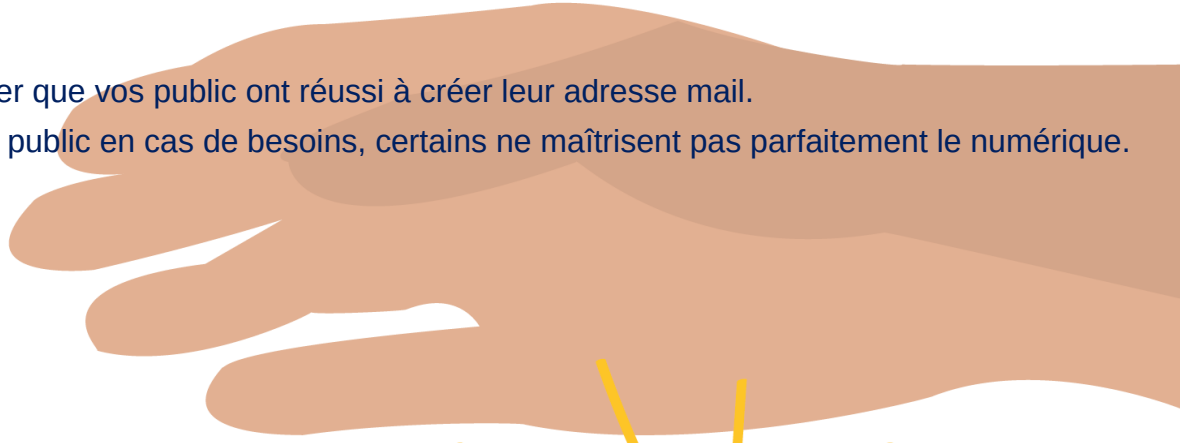 er que vos public ont réussi à créer leur adresse mail.
public en cas de besoins, certains ne maîtrisent pas parfaitement le numérique.